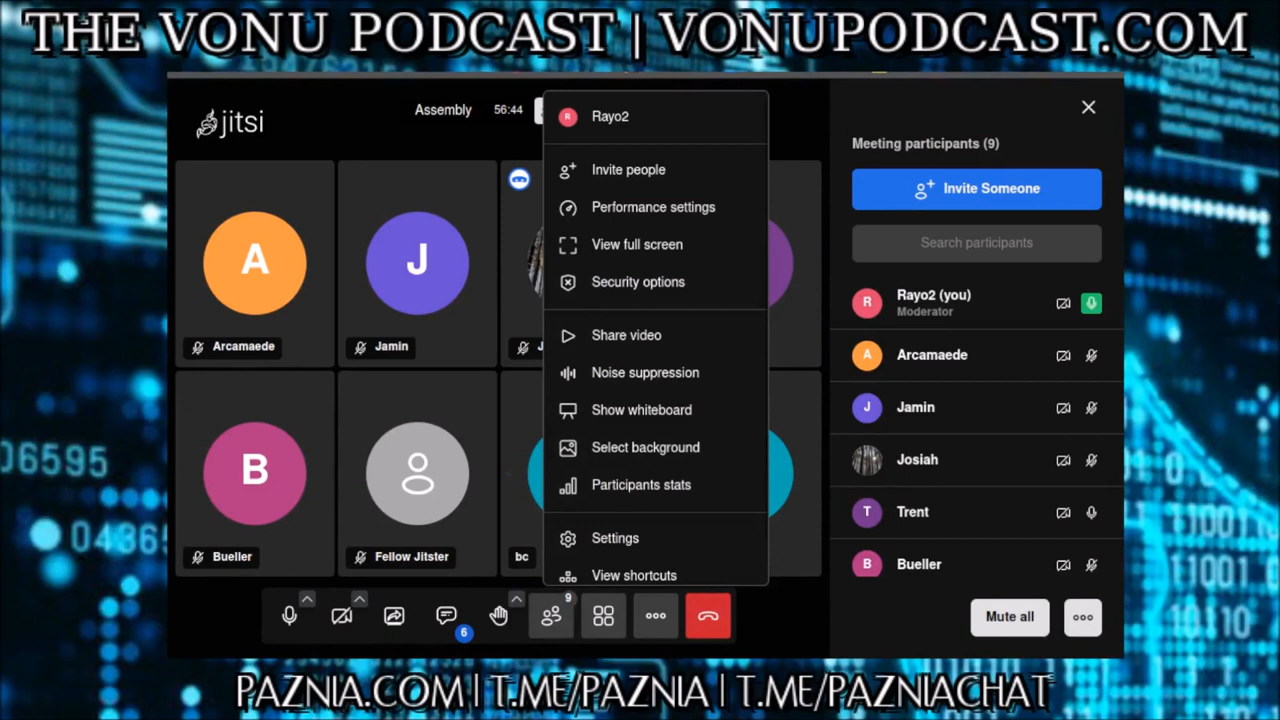 THE VONU PODCAST | VONUPODCAST.COM
jitsi
Assembly 56:44
A
Arcamaede
J
Jamin
J
B
Bueller
Fellow Jitster
bc
R Rayo2
Invite people
Performance settings
View full screen
Security options
Share video
Noise suppression
Show whiteboard
Select background
Participants stats
Settings
View shortcuts
6
9
Meeting participants (9)
Invite Someone
Search participants
R Rayo2 (you)
Moderator
A Arcamaede
J Jamin
Josiah
T Trent
B Bueller
Mute all
06595
PAZNIA.COM | T.ME/PAZNIA | T.ME/PAZNIACHAT